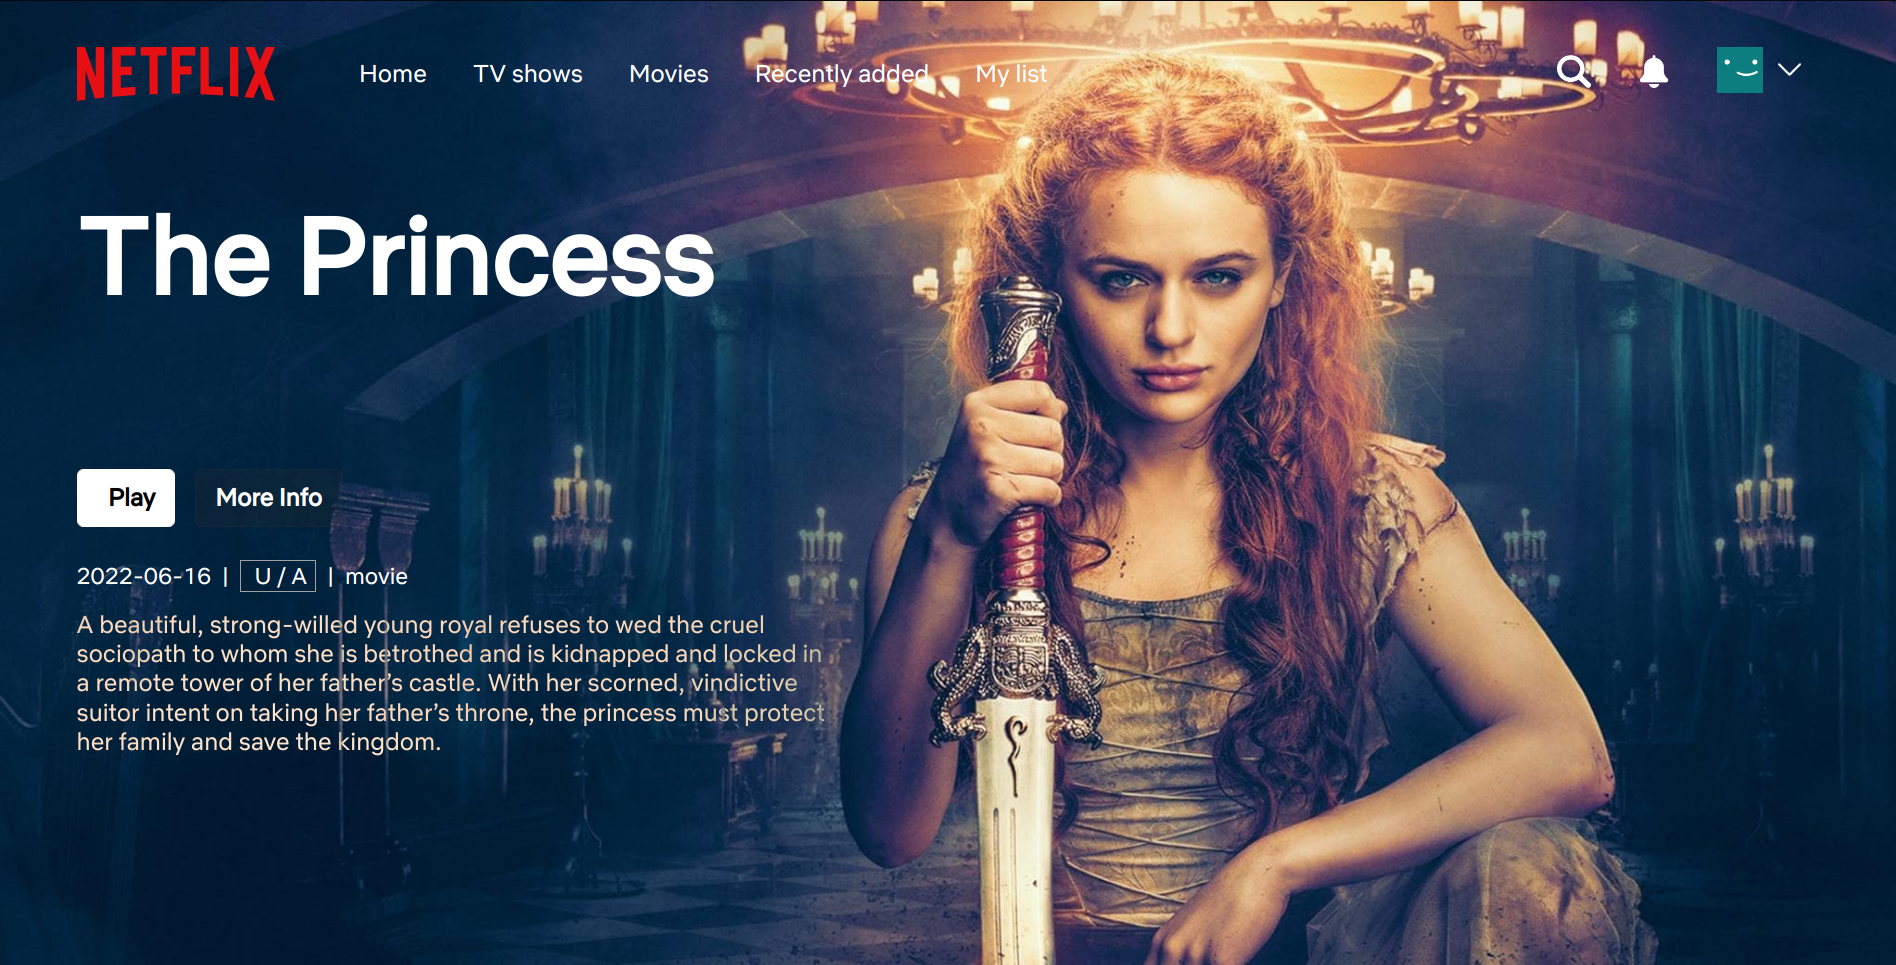 NETFLIX Home TV shows Movies Recently added My list
The Princess
Play More Info
2022-06-16 | U / A | movie
A beautiful, strong-willed young royal refuses to wed the cruel
sociopath to whom she is betrothed and is kidnapped and locked in
a remote tower of her father’s castle. With her scorned, vindictive
suitor intent on taking her father’s throne, the princess must protect
her family and save the kingdom.